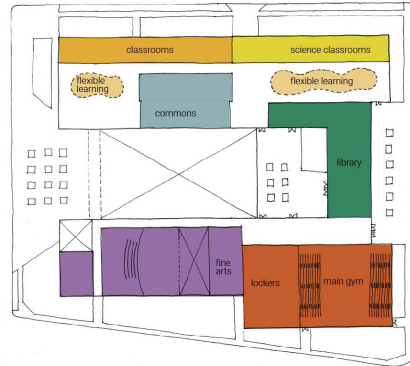 classrooms
science classrooms
flexible
learning
flexible learning
commons
library
fine
arts
lockers
main gym